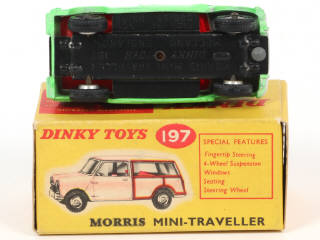 DINKY TOYS 197
SPECIAL FEATURES
Fingertip Steering
4-Wheel Suspension
Windows
Seating
Steering Wheel
MORRIS MINI-TRAVELLER